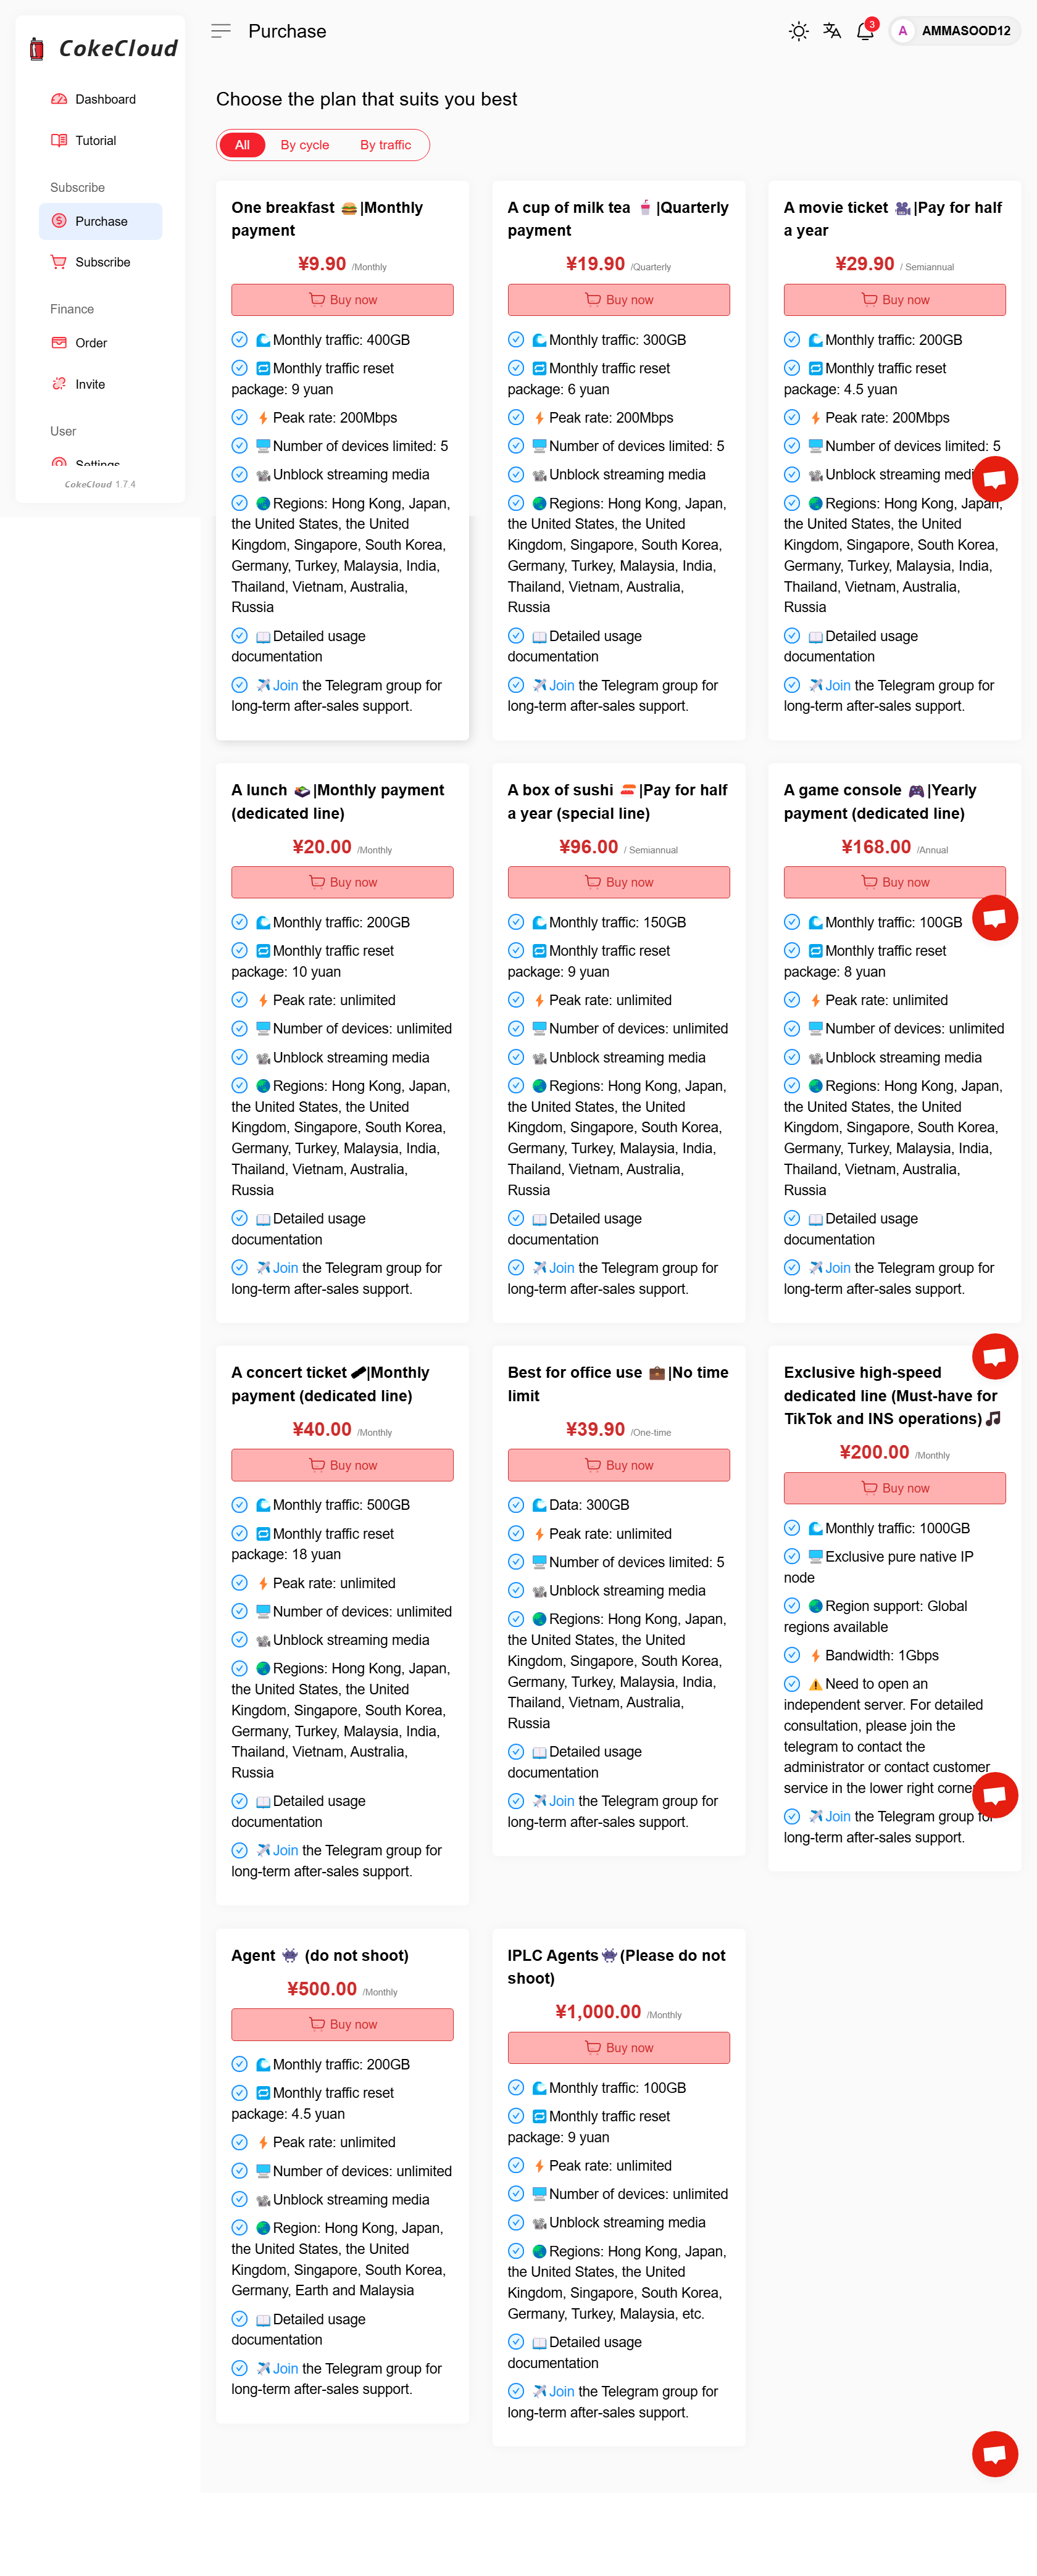 CokeCloud
Dashboard
Tutorial
Subscribe
Purchase
Subscribe
Finance
Order
Invite
User
Settings
CokeCloud 1.7.4
Purchase
3
A AMMASOOD12
Choose the plan that suits you best
All By cycle By traffic
One breakfast 🍔|Monthly
payment
¥9.90 /Monthly
Buy now
🌊Monthly traffic: 400GB
🔁Monthly traffic reset
package: 9 yuan
⚡Peak rate: 200Mbps
🖥️Number of devices limited: 5
📽️Unblock streaming media
🌏Regions: Hong Kong, Japan,
the United States, the United
Kingdom, Singapore, South Korea,
Germany, Turkey, Malaysia, India,
Thailand, Vietnam, Australia,
Russia
📖Detailed usage
documentation
✈️Join the Telegram group for
long-term after-sales support.
A cup of milk tea 🥤|Quarterly
payment
¥19.90 /Quarterly
Buy now
🌊Monthly traffic: 300GB
🔁Monthly traffic reset
package: 6 yuan
⚡Peak rate: 200Mbps
🖥️Number of devices limited: 5
📽️Unblock streaming media
🌏Regions: Hong Kong, Japan,
the United States, the United
Kingdom, Singapore, South Korea,
Germany, Turkey, Malaysia, India,
Thailand, Vietnam, Australia,
Russia
📖Detailed usage
documentation
✈️Join the Telegram group for
long-term after-sales support.
A movie ticket 🎥|Pay for half
a year
¥29.90 / Semiannual
Buy now
🌊Monthly traffic: 200GB
🔁Monthly traffic reset
package: 4.5 yuan
⚡Peak rate: 200Mbps
🖥️Number of devices limited: 5
📽️Unblock streaming
🌏Regions: Hong Kong, Japan,
the United States, the United
Kingdom, Singapore, South Korea,
Germany, Turkey, Malaysia, India,
Thailand, Vietnam, Australia,
Russia
📖Detailed usage
documentation
✈️Join the Telegram group for
long-term after-sales support.
A lunch 🍱|Monthly payment
(dedicated line)
¥20.00 /Monthly
Buy now
🌊Monthly traffic: 200GB
🔁Monthly traffic reset
package: 10 yuan
⚡Peak rate: unlimited
🖥️Number of devices: unlimited
📽️Unblock streaming media
🌏Regions: Hong Kong, Japan,
the United States, the United
Kingdom, Singapore, South Korea,
Germany, Turkey, Malaysia, India,
Thailand, Vietnam, Australia,
Russia
📖Detailed usage
documentation
✈️Join the Telegram group for
long-term after-sales support.
A box of sushi 🍣|Pay for half
a year (special line)
¥96.00 / Semiannual
Buy now
🌊Monthly traffic: 150GB
🔁Monthly traffic reset
package: 9 yuan
⚡Peak rate: unlimited
🖥️Number of devices: unlimited
📽️Unblock streaming media
🌏Regions: Hong Kong, Japan,
the United States, the United
Kingdom, Singapore, South Korea,
Germany, Turkey, Malaysia, India,
Thailand, Vietnam, Australia,
Russia
📖Detailed usage
documentation
✈️Join the Telegram group for
long-term after-sales support.
A game console 🎮|Yearly
payment (dedicated line)
¥168.00 /Annual
Buy now
🌊Monthly traffic: 100GB
🔁Monthly traffic reset
package: 8 yuan
⚡Peak rate: unlimited
🖥️Number of devices: unlimited
📽️Unblock streaming media
🌏Regions: Hong Kong, Japan,
the United States, the United
Kingdom, Singapore, South Korea,
Germany, Turkey, Malaysia, India,
Thailand, Vietnam, Australia,
Russia
📖Detailed usage
documentation
✈️Join the Telegram group for
long-term after-sales support.
A concert ticket |Monthly
payment (dedicated line)
¥40.00 /Monthly
Buy now
🌊Monthly traffic: 500GB
🔁Monthly traffic reset
package: 18 yuan
⚡Peak rate: unlimited
🖥️Number of devices: unlimited
📽️Unblock streaming media
🌏Regions: Hong Kong, Japan,
the United States, the United
Kingdom, Singapore, South Korea,
Germany, Turkey, Malaysia, India,
Thailand, Vietnam, Australia,
Russia
📖Detailed usage
documentation
✈️Join the Telegram group for
long-term after-sales support.
Best for office use 💼|No time
limit
¥39.90 /One-time
Buy now
🌊Data: 300GB
⚡Peak rate: unlimited
🖥️Number of devices limited: 5
📽️Unblock streaming media
🌏Regions: Hong Kong, Japan,
the United States, the United
Kingdom, Singapore, South Korea,
Germany, Turkey, Malaysia, India,
Thailand, Vietnam, Australia,
Russia
📖Detailed usage
documentation
✈️Join the Telegram group for
long-term after-sales support.
Exclusive high-speed
dedicated line (Must-have for
TikTok and INS operations)🎵
¥200.00 /Monthly
Buy now
🌊Monthly traffic: 1000GB
🖥️Exclusive pure native IP
node
🌏Region support: Global
regions available
⚡Bandwidth: 1Gbps
⚠️Need to open an
independent server. For detailed
consultation, please join the
telegram to contact the
administrator or contact customer
service in the lower right corner
✈️Join the Telegram group for
long-term after-sales support.
Agent 👾 (do not shoot)
¥500.00 /Monthly
Buy now
🌊Monthly traffic: 200GB
🔁Monthly traffic reset
package: 4.5 yuan
⚡Peak rate: unlimited
🖥️Number of devices: unlimited
📽️Unblock streaming media
🌏Region: Hong Kong, Japan,
the United States, the United
Kingdom, Singapore, South Korea,
Germany, Earth and Malaysia
📖Detailed usage
documentation
✈️Join the Telegram group for
long-term after-sales support.
IPLC Agents👾(Please do not
shoot)
¥1,000.00 /Monthly
Buy now
🌊Monthly traffic: 100GB
🔁Monthly traffic reset
package: 9 yuan
⚡Peak rate: unlimited
🖥️Number of devices: unlimited
📽️Unblock streaming media
🌏Regions: Hong Kong, Japan,
the United States, the United
Kingdom, Singapore, South Korea,
Germany, Turkey, Malaysia, etc.
📖Detailed usage
documentation
✈️Join the Telegram group for
long-term after-sales support.